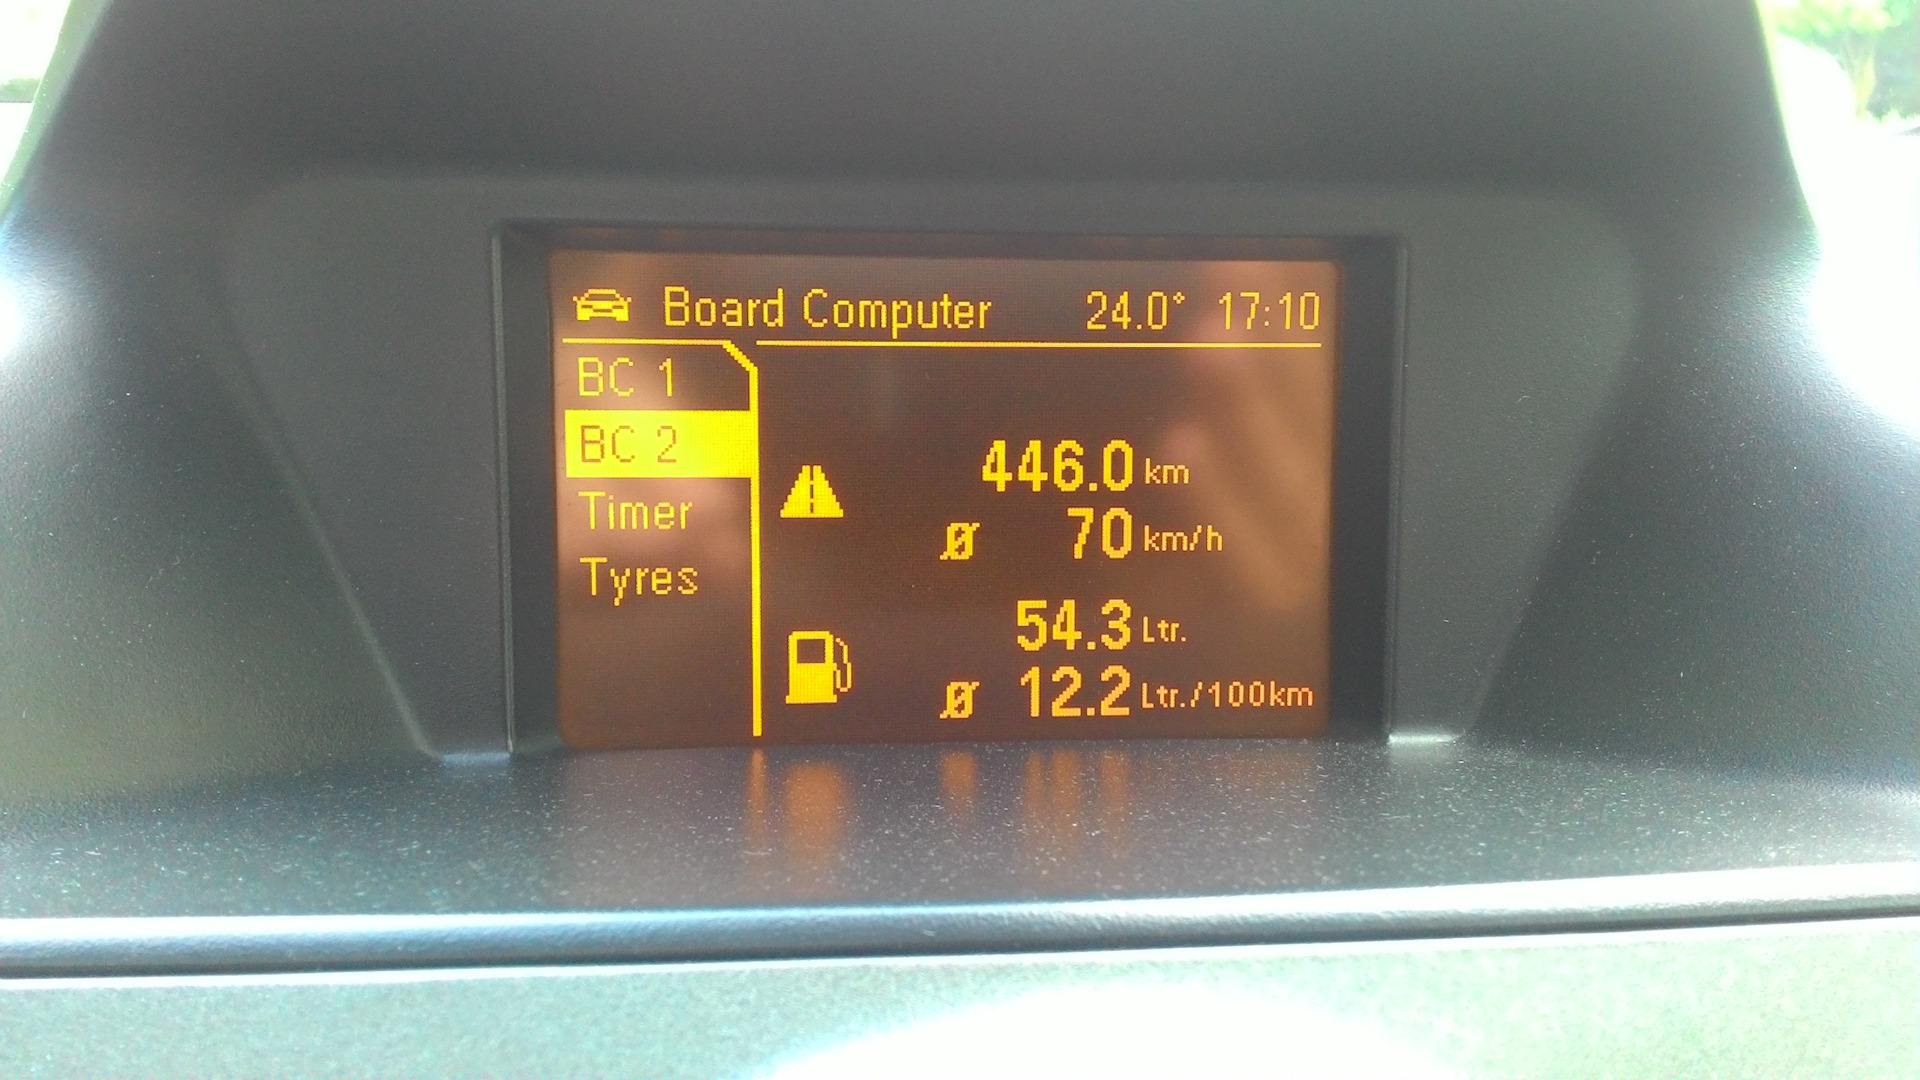 Board Computer 24.0° 17:10
BC 1
BC 2
Timer
Tyres
446.0 km
Ø 70 km/h
54.3 Ltr.
Ø 12.2 Ltr./100km